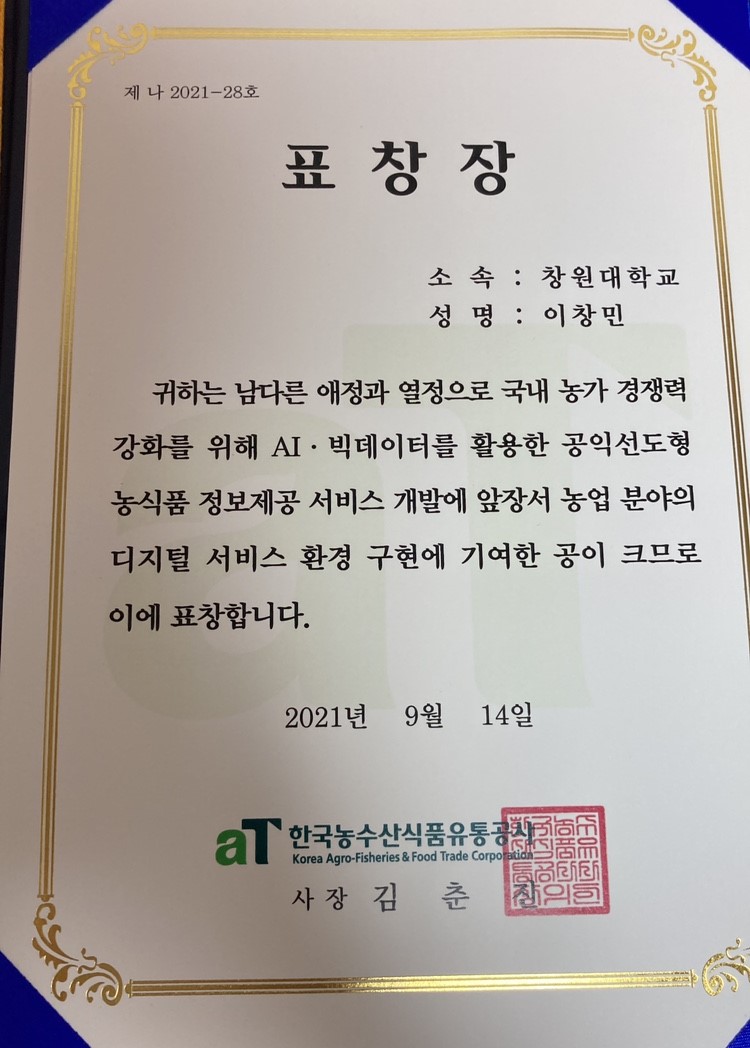 제 나 2021-28호
표 창 장
소 속 : 창원대학교
성 명 : 이창민
귀하는 남다른 애정과 열정으로 국내 농가 경쟁력
강화를 위해 AI · 빅데이터를 활용한 공익선도형
농식품 정보제공 서비스 개발에 앞장서 농업 분야의
디지털 서비스 환경 구현에 기여한 공이 크므로
이에 표창합니다.
2021년 9월 14일
aT 한국농수산식품유통공사
Korea Agro-Fisheries & Food Trade Corporation
사장 김 춘 진